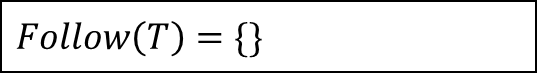 Follow(T) = {}